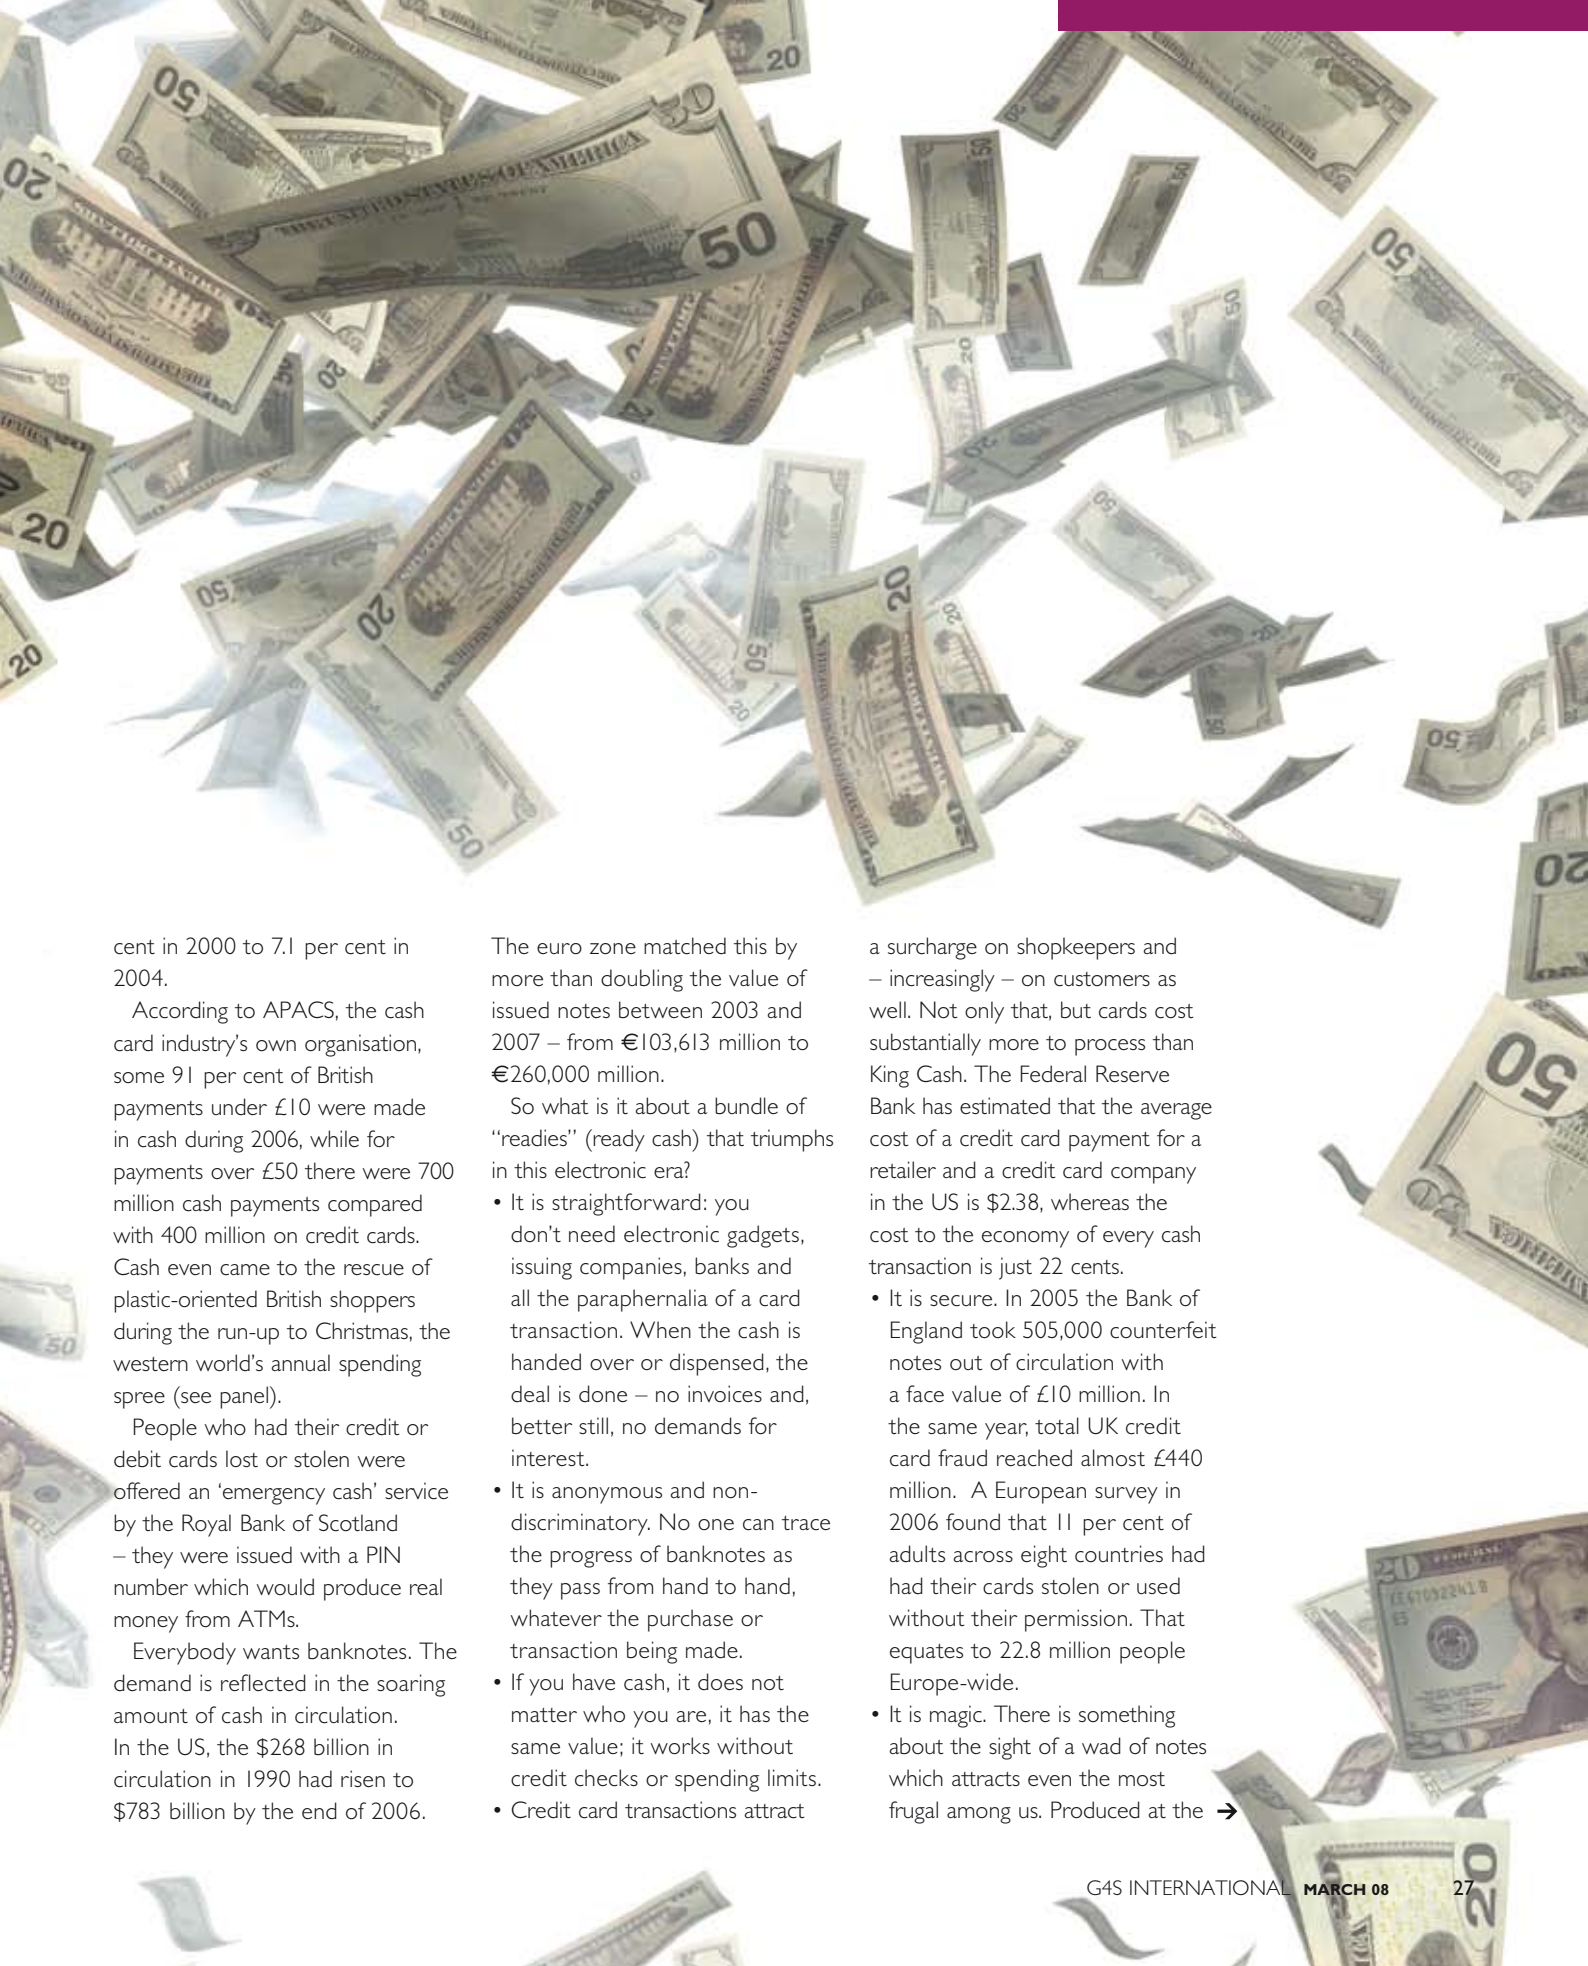 cent in 2000 to 7.1 per cent in
2004.
According to APACS, the cash
card industry's own organisation,
some 91 per cent of British
payments under £10 were made
in cash during 2006, while for
payments over £50 there were 700
million cash payments compared
with 400 million on credit cards.
Cash even came to the rescue of
plastic-oriented British shoppers
during the run-up to Christmas, the
western world's annual spending
spree (see panel).
People who had their credit or
debit cards lost or stolen were
offered an 'emergency cash' service
by the Royal Bank of Scotland
– they were issued with a PIN
number which would produce real
money from ATMs.
Everybody wants banknotes. The
demand is reflected in the soaring
amount of cash in circulation.
In the US, the $268 billion in
circulation in 1990 had risen to
$783 billion by the end of 2006.
The euro zone matched this by
more than doubling the value of
issued notes between 2003 and
2007 – from €103,613 million to
€260,000 million.
So what is it about a bundle of
"readies" (ready cash) that triumphs
in this electronic era?
• It is straightforward: you
don't need electronic gadgets,
issuing companies, banks and
all the paraphernalia of a card
transaction. When the cash is
handed over or dispensed, the
deal is done – no invoices and,
better still, no demands for
interest.
• It is anonymous and non-
discriminatory. No one can trace
the progress of banknotes as
they pass from hand to hand,
whatever the purchase or
transaction being made.
• If you have cash, it does not
matter who you are, it has the
same value; it works without
credit checks or spending limits.
• Credit card transactions attract
a surcharge on shopkeepers and
– increasingly – on customers as
well. Not only that, but cards cost
substantially more to process than
King Cash. The Federal Reserve
Bank has estimated that the average
cost of a credit card payment for a
retailer and a credit card company
in the US is $2.38, whereas the
cost to the economy of every cash
transaction is just 22 cents.
• It is secure. In 2005 the Bank of
England took 505,000 counterfeit
notes out of circulation with
a face value of £10 million. In
the same year, total UK credit
card fraud reached almost £440
million. A European survey in
2006 found that 11 per cent of
adults across eight countries had
had their cards stolen or used
without their permission. That
equates to 22.8 million people
Europe-wide.
• It is magic. There is something
about the sight of a wad of notes
which attracts even the most
frugal among us. Produced at the →
G4S INTERNATIONAL MARCH 08 27